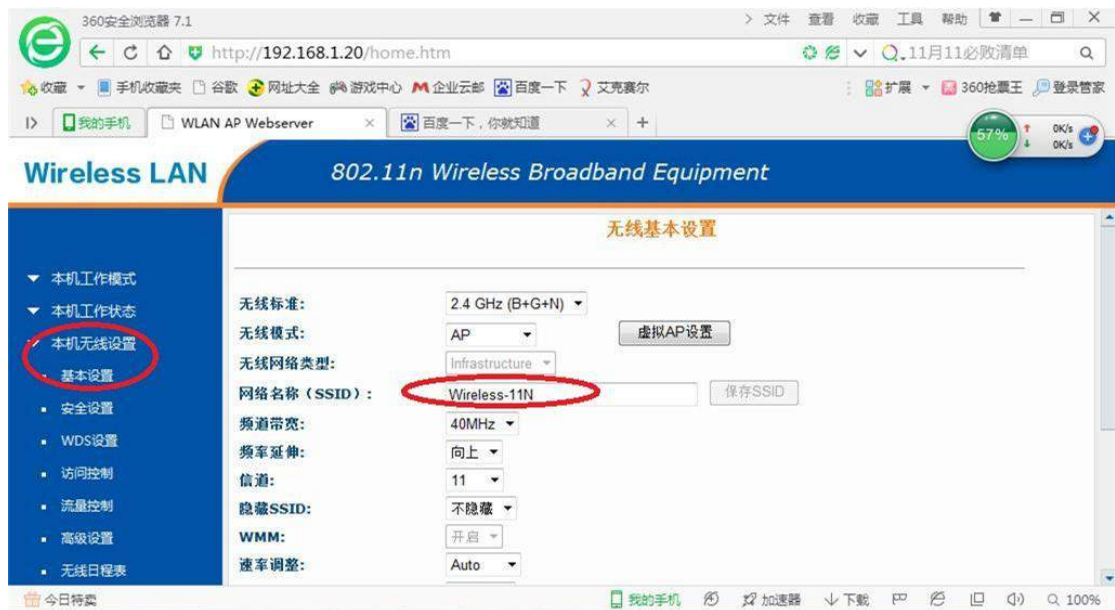 360安全浏览器 7.1
文件 查看 收藏 工具 帮助
http://192.168.1.20/home.htm
11月11必败清单
收藏 手机收藏夹 谷歌 网址大全 游戏中心 企业云邮 百度一下 艾克赛尔 扩展 360抢票王 登录管家
我的手机 WLAN AP Webserver 百度一下，你就知道
57% 0K/s
0K/s
Wireless LAN 802.11n Wireless Broadband Equipment
无线基本设置
本机工作模式
本机工作状态
本机无线设置
基本设置
安全设置
WDS设置
访问控制
流量控制
高级设置
无线日程表
无线标准: 2.4 GHz (B+G+N)
无线模式: AP 虚拟AP设置
无线网络类型: Infrastructure
网络名称（SSID）: Wireless-11N 保存SSID
频道带宽: 40MHz
频率延伸: 向上
信道: 11
隐藏SSID: 不隐藏
WMM: 开启
速率调整: Auto
今日特卖 我的手机 加速器 下载 100%